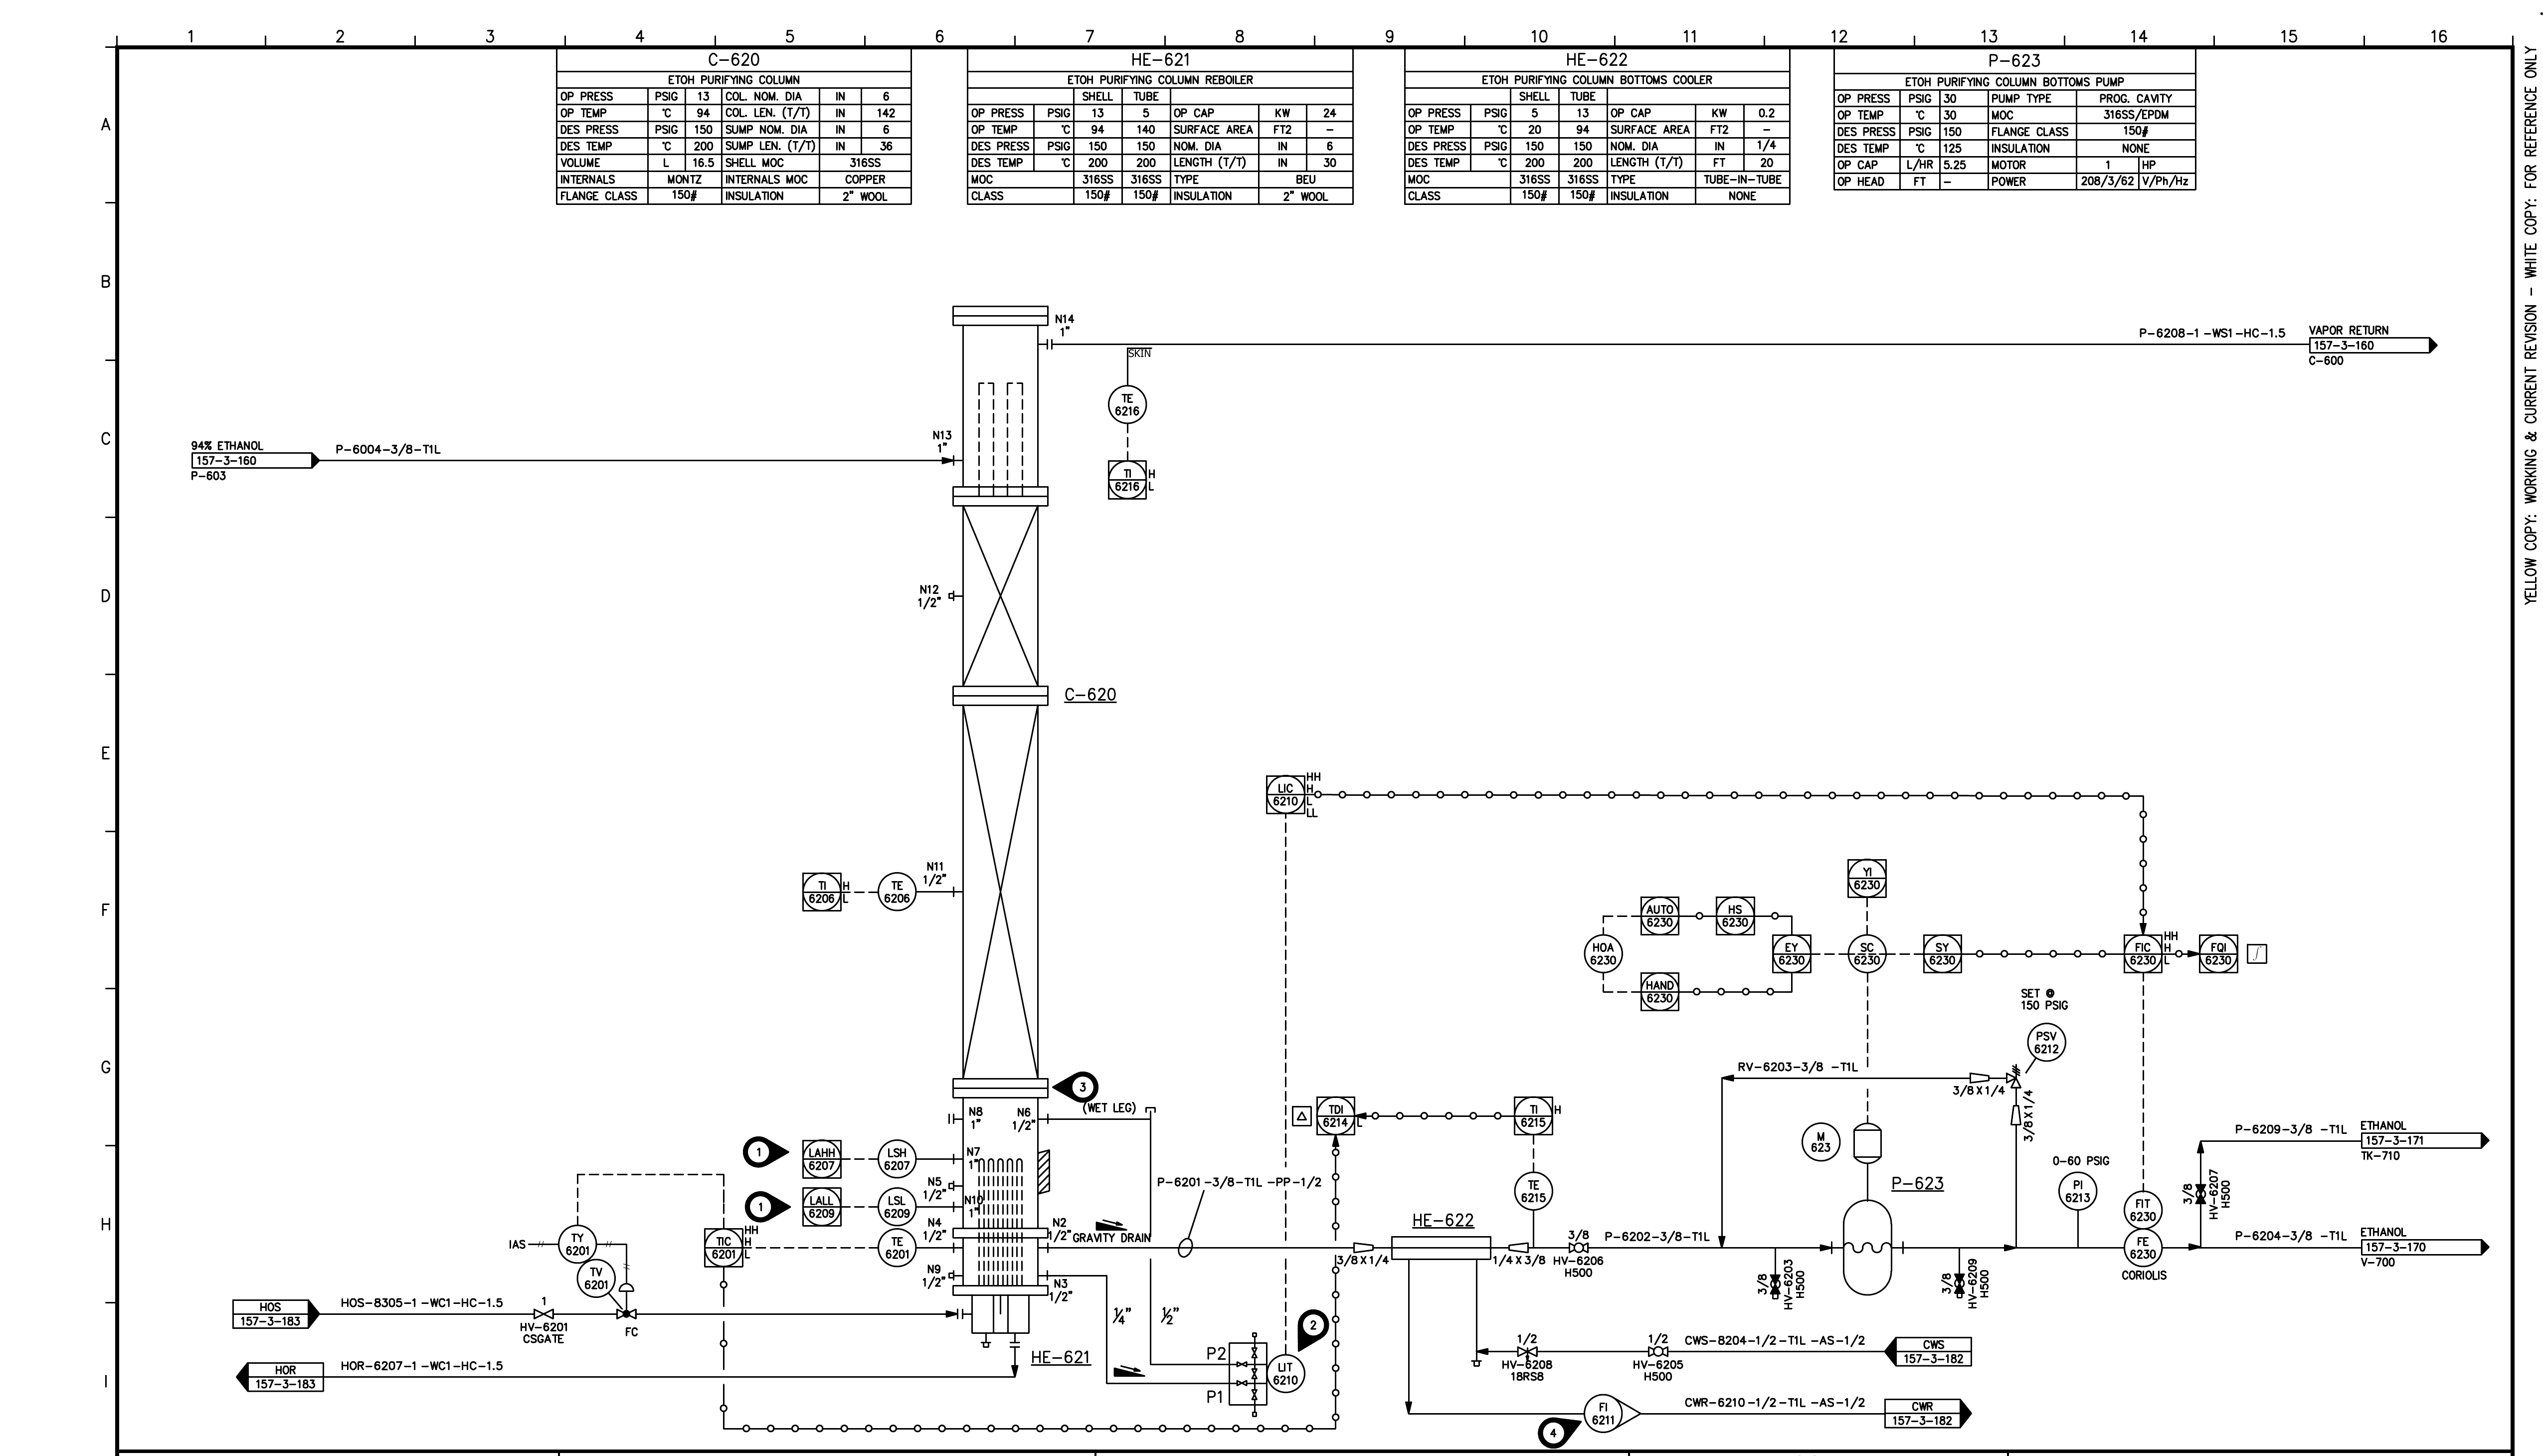 1 2 3 4 5 6 7 8 9 10 11 12 13 14 15 16
YELLOW COPY: WORKING & CURRENT REVISION - WHITE COPY: FOR REFERENCE ONLY
A
B
C
D
E
F
G
H
I
C-620
ETOH PURIFYING COLUMN
OP PRESS PSIG 13 COL. NOM. DIA IN 6
OP TEMP °C 94 COL. LEN. (T/T) IN 142
DES PRESS PSIG 150 SUMP NOM. DIA IN 6
DES TEMP °C 200 SUMP LEN. (T/T) IN 36
VOLUME L 16.5 SHELL MOC 316SS
INTERNALS MONTZ INTERNALS MOC COPPER
FLANGE CLASS 150# INSULATION 2" WOOL
HE-621
ETOH PURIFYING COLUMN REBOILER
SHELL TUBE
OP PRESS PSIG 13 5 OP CAP KW 24
OP TEMP °C 94 140 SURFACE AREA FT2 -
DES PRESS PSIG 150 150 NOM. DIA IN 6
DES TEMP °C 200 200 LENGTH (T/T) IN 30
MOC 316SS 316SS TYPE BEU
CLASS 150# 150# INSULATION 2" WOOL
HE-622
ETOH PURIFYING COLUMN BOTTOMS COOLER
SHELL TUBE
OP PRESS PSIG 5 13 OP CAP KW 0.2
OP TEMP °C 20 94 SURFACE AREA FT2 -
DES PRESS PSIG 150 150 NOM. DIA IN 1/4
DES TEMP °C 200 200 LENGTH (T/T) FT 20
MOC 316SS 316SS TYPE TUBE-IN-TUBE
CLASS 150# 150# INSULATION NONE
P-623
ETOH PURIFYING COLUMN BOTTOMS PUMP
OP PRESS PSIG 30 PUMP TYPE PROG. CAVITY
OP TEMP °C 30 MOC 316SS/EPDM
DES PRESS PSIG 150 FLANGE CLASS 150#
DES TEMP °C 125 INSULATION NONE
OP CAP L/HR 5.25 MOTOR 1 HP
OP HEAD FT - POWER 208/3/62 V/Ph/Hz
N14
1"
P-6208-1-WS1-HC-1.5
VAPOR RETURN
157-3-160
C-600
SKIN
TE
6216
TI
6216
H
L
94% ETHANOL
157-3-160
P-603
P-6004-3/8-T1L
N13
1"
N12
1/2"
C-620
LIC
6210
HH
H
L
LL
TI
6206
H
L
TE
6206
N11
1/2"
YI
6230
AUTO
6230
HS
6230
HOA
6230
EY
6230
SC
6230
SY
6230
FIC
6230
HH
H
L
FQI
6230
∫
HAND
6230
SET @
150 PSIG
PSV
6212
RV-6203-3/8 -T1L
3/8X1/4
3/8X1/4
3
(WET LEG)
N8
1"
N6
1/2"
Δ
TDI
6214
L
TI
6215
H
1
LAHH
6207
LSH
6207
N7
1"
N5
1/2"
1
LALL
6209
LSL
6209
N10
1"
M
623
P-6209-3/8 -T1L
ETHANOL
157-3-171
TK-710
P-6201-3/8-T1L-PP-1/2
TE
6215
P-623
0-60 PSIG
PI
6213
3/8
HV-6207
H500
FIT
6230
FE
6230
CORIOLIS
IAS
TY
6201
TV
6201
TIC
6201
HH
H
L
TE
6201
N4
1/2"
N2
1/2"
GRAVITY DRAIN
HE-622
3/8X1/4
1/4X3/8
3/8
HV-6206
H500
P-6202-3/8-T1L
3/8
HV-6203
H500
3/8
HV-6209
H500
P-6204-3/8 -T1L
ETHANOL
157-3-170
V-700
N9
1/2"
N3
1/2"
HOS
157-3-183
HOS-8305-1-WC1-HC-1.5
1
HV-6201
CSGATE
FC
1/4"
1/2"
2
HE-621
P2
P1
LIT
6210
1/2
HV-6208
18RS8
1/2
HV-6205
H500
CWS-8204-1/2-T1L-AS-1/2
CWS
157-3-182
HOR
157-3-183
HOR-6207-1-WC1-HC-1.5
4
FI
6211
CWR-6210-1/2-T1L-AS-1/2
CWR
157-3-182